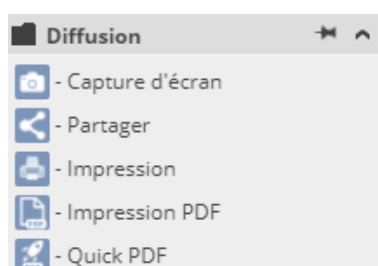 Diffusion
- Capture d'écran
- Partager
- Impression
- Impression PDF
- Quick PDF